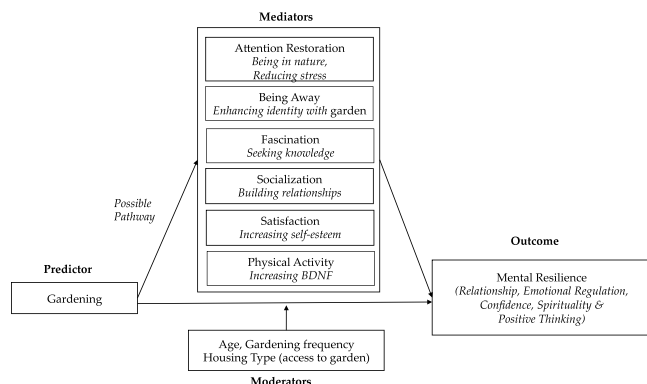 Mediators
Attention Restoration
Being in nature,
Reducing stress
Being Away
Enhancing identity with garden
Fascination
Seeking knowledge
Socialization
Building relationships
Satisfaction
Increasing self-esteem
Physical Activity
Increasing BDNF
Possible
Pathway
Predictor
Gardening
Outcome
Mental Resilience
(Relationship, Emotional Regulation,
Confidence, Spirituality &
Positive Thinking)
Age, Gardening frequency
Housing Type (access to garden)
Moderators